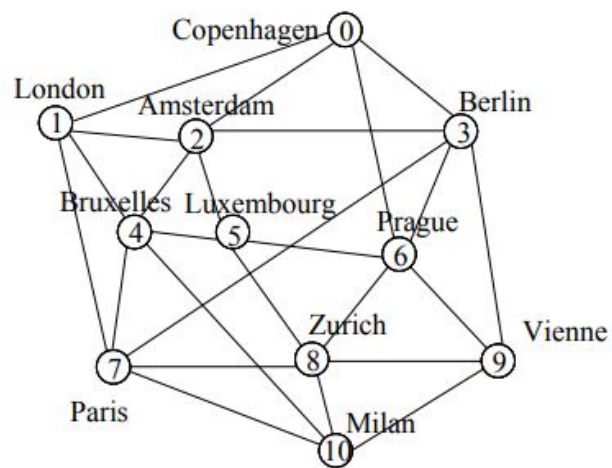 Copenhagen 0
London
Amsterdam
Berlin
1
2
3
Bruxelles
Luxembourg
4
5
Prague
6
Zurich
Vienne
7
8
9
Paris
Milan
10